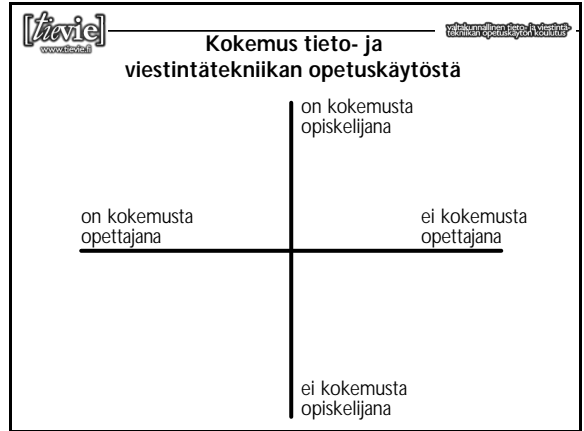 [tievie]
www.tievie.fi
valtakunnallinen tieto- ja viestintä-
tekniikan opetuskäytön koulutus
Kokemus tieto- ja
viestintätekniikan opetuskäytöstä
on kokemusta
opiskelijana
on kokemusta
opettajana
ei kokemusta
opettajana
ei kokemusta
opiskelijana